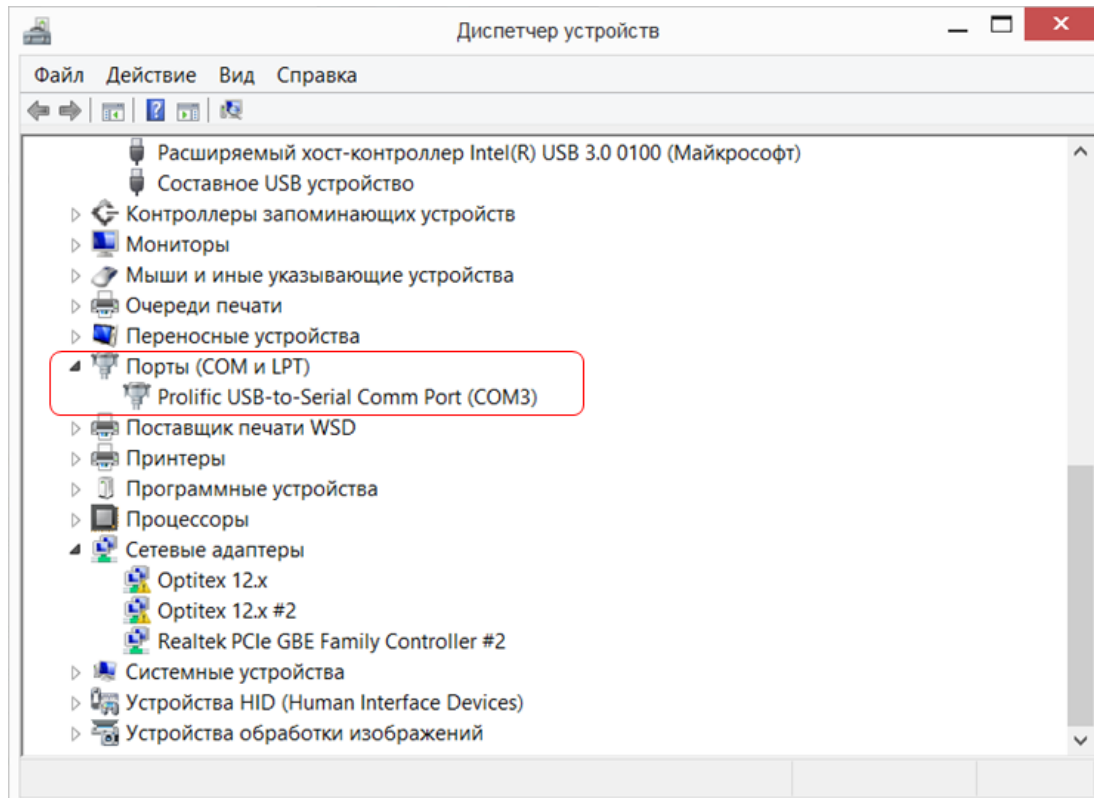 Диспетчер устройств
Файл Действие Вид Справка
Расширяемый хост-контроллер Intel(R) USB 3.0 0100 (Майкрософт)
Составное USB устройство
Контроллеры запоминающих устройств
Мониторы
Мыши и иные указывающие устройства
Очереди печати
Переносные устройства
Порты (COM и LPT)
Prolific USB-to-Serial Comm Port (COM3)
Поставщик печати WSD
Принтеры
Программные устройства
Процессоры
Сетевые адаптеры
Optitex 12.x
Optitex 12.x #2
Realtek PCIe GBE Family Controller #2
Системные устройства
Устройства HID (Human Interface Devices)
Устройства обработки изображений